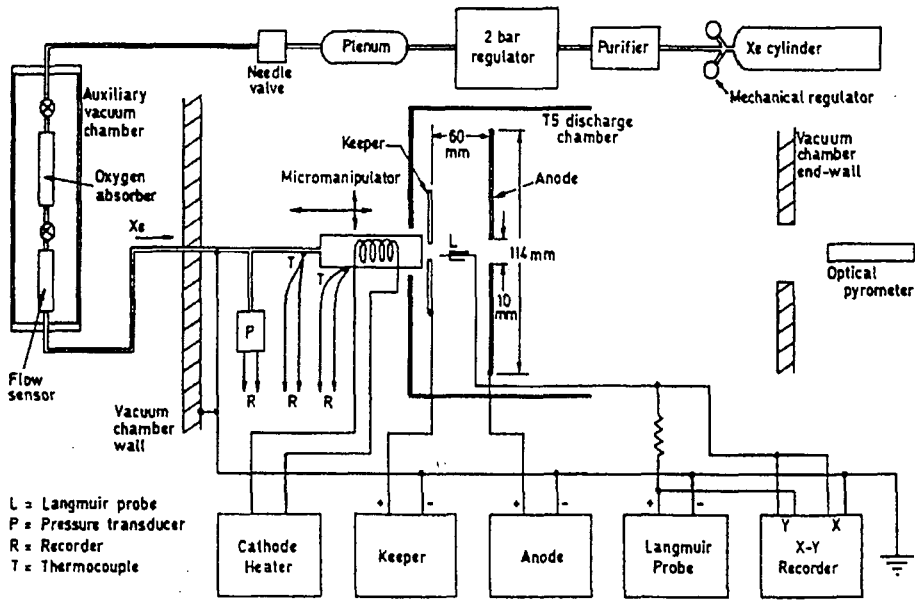 Needle
valve
Plenum
2 bar
regulator
Purifier
Xe cylinder
Mechanical regulator
Auxiliary
vacuum
chamber
Oxygen
absorber
Flow
sensor
Xe
Vacuum
chamber
wall
Micromanipulator
Keeper
60
mm
T5 discharge
chamber
Anode
114 mm
10
mm
L
T
T
P
R
R
R
Vacuum
chamber
end-wall
Optical
pyrometer
L = Langmuir probe
P = Pressure transducer
R = Recorder
T = Thermocouple
Cathode
Heater
+ -
Keeper
+ -
Anode
+ -
Langmuir
Probe
Y X
X-Y
Recorder